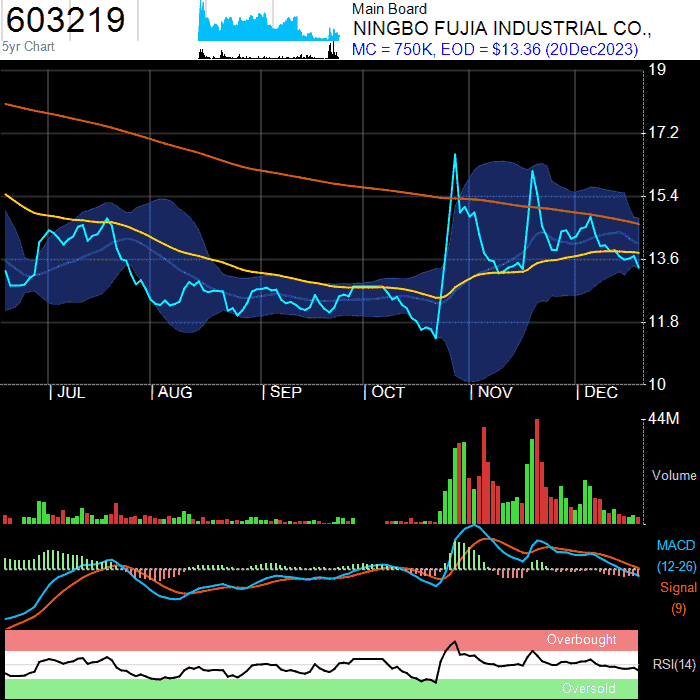 603219
5yr Chart
Main Board
NINGBO FUJIA INDUSTRIAL CO.,
MC = 750K, EOD = $13.36 (20Dec2023)
19
17.2
15.4
13.6
11.8
10
| JUL | AUG | SEP | OCT | NOV | DEC
44M
Volume
MACD
(12-26)
Signal
(9)
Overbought
RSI(14)
Oversold